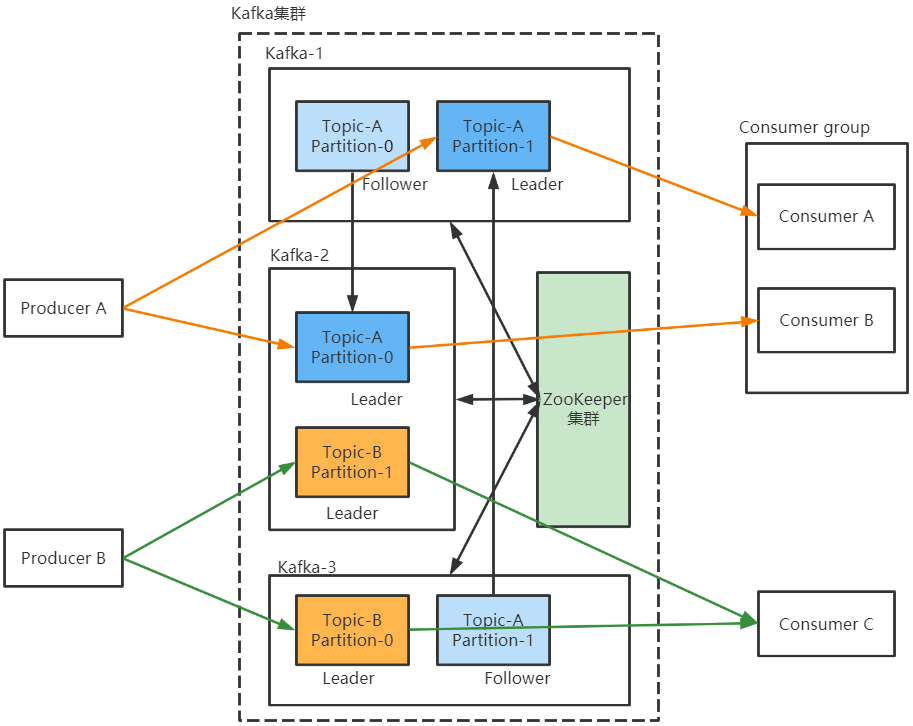 Kafka集群
Kafka-1
Topic-A
Partition-0
Follower
Topic-A
Partition-1
Leader
Consumer group
Consumer A
Consumer B
Kafka-2
Topic-A
Partition-0
Leader
Topic-B
Partition-1
Leader
ZooKeeper
集群
Producer A
Producer B
Kafka-3
Topic-B
Partition-0
Leader
Topic-A
Partition-1
Follower
Consumer C